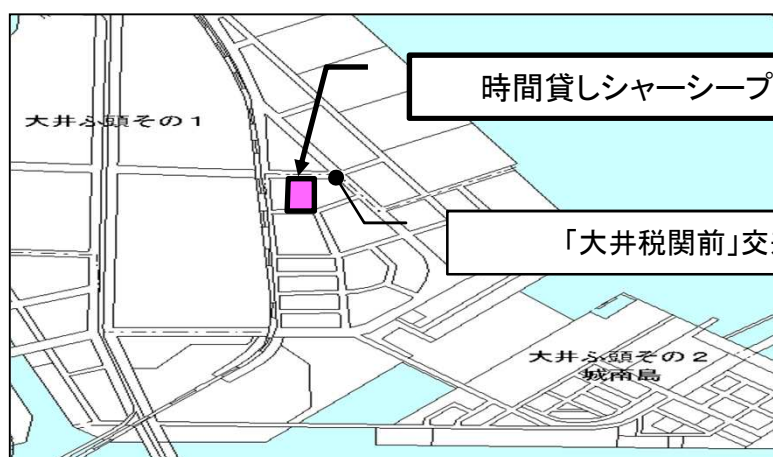 時間貸しシャーシープ
大井ふ頭その1
「大井税関前」交
大井ふ頭その2
城南島